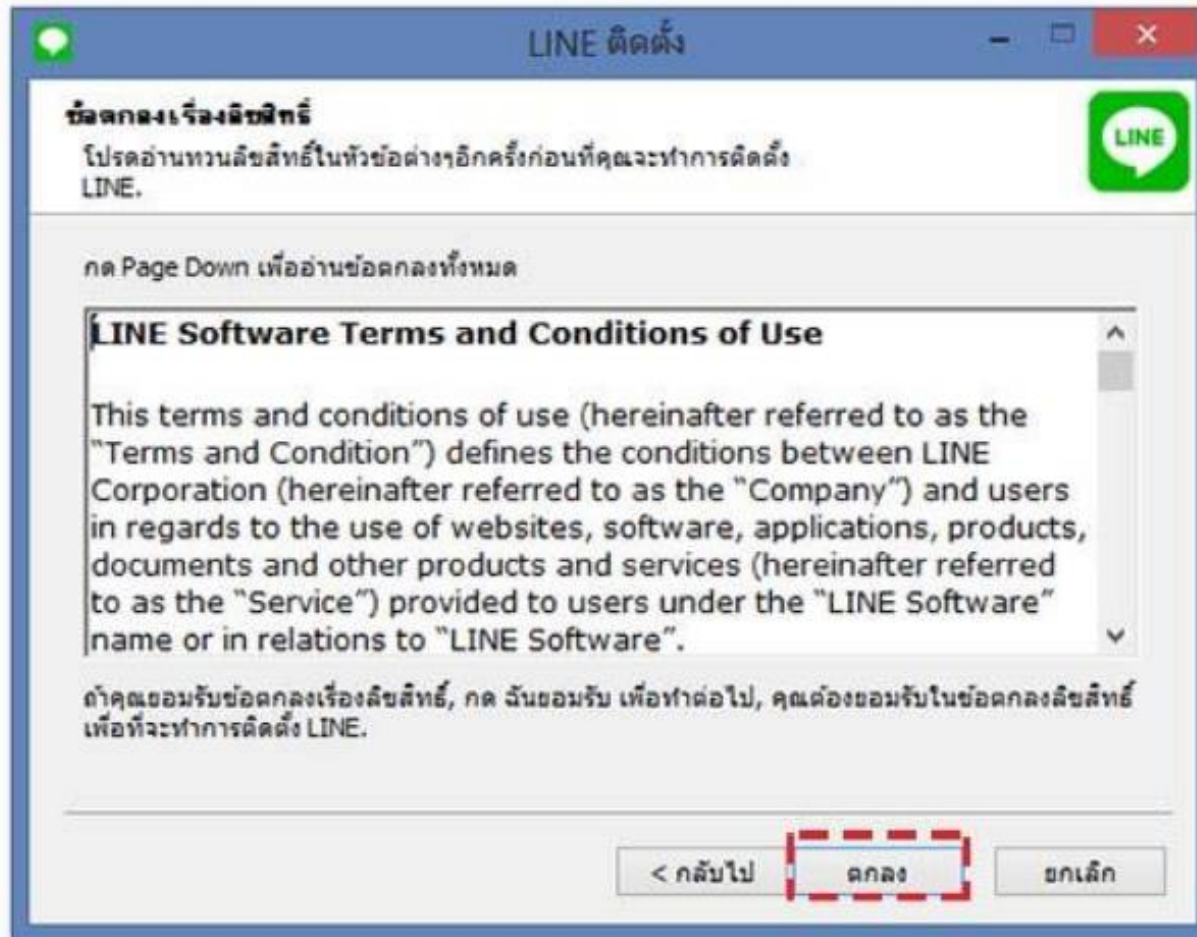 LINE ติดตั้ง
ข้อตกลงเรื่องลิขสิทธิ์
โปรดอ่านทวนลิขสิทธิ์ในหัวข้อต่างๆอีกครั้งก่อนที่คุณจะทำการติดตั้ง
LINE.
LINE
กด Page Down เพื่ออ่านข้อตกลงทั้งหมด
LINE Software Terms and Conditions of Use
This terms and conditions of use (hereinafter referred to as the
“Terms and Condition”) defines the conditions between LINE
Corporation (hereinafter referred to as the “Company”) and users
in regards to the use of websites, software, applications, products,
documents and other products and services (hereinafter referred
to as the “Service”) provided to users under the “LINE Software”
name or in relations to “LINE Software”.
ถ้าคุณยอมรับข้อตกลงเรื่องลิขสิทธิ์, กด ฉันยอมรับ เพื่อทำต่อไป, คุณต้องยอมรับในข้อตกลงลิขสิทธิ์
เพื่อที่จะทำการติดตั้ง LINE.
< กลับไป
ตกลง
ยกเลิก